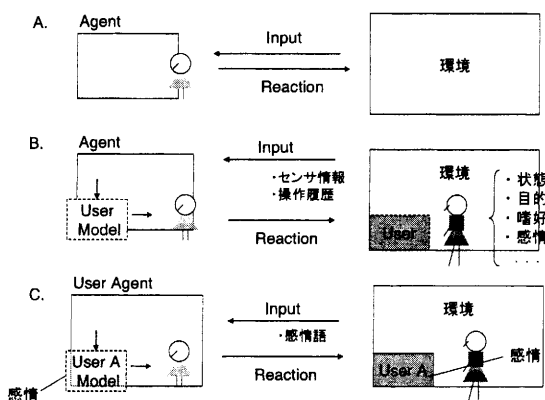 A. Agent
Input
Reaction
環境
B. Agent
Input
・センサ情報
・操作履歴
Reaction
User
Model
環境
User
・状態
・目的
・嗜好
・感情
. . . .
C. User Agent
Input
・感情語
Reaction
User A
Model
感情
環境
User A
感情